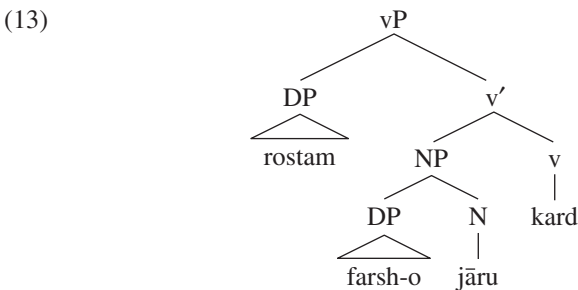 (13) vP
DP v′
rostam NP v
DP N kard
farsh-o jāru